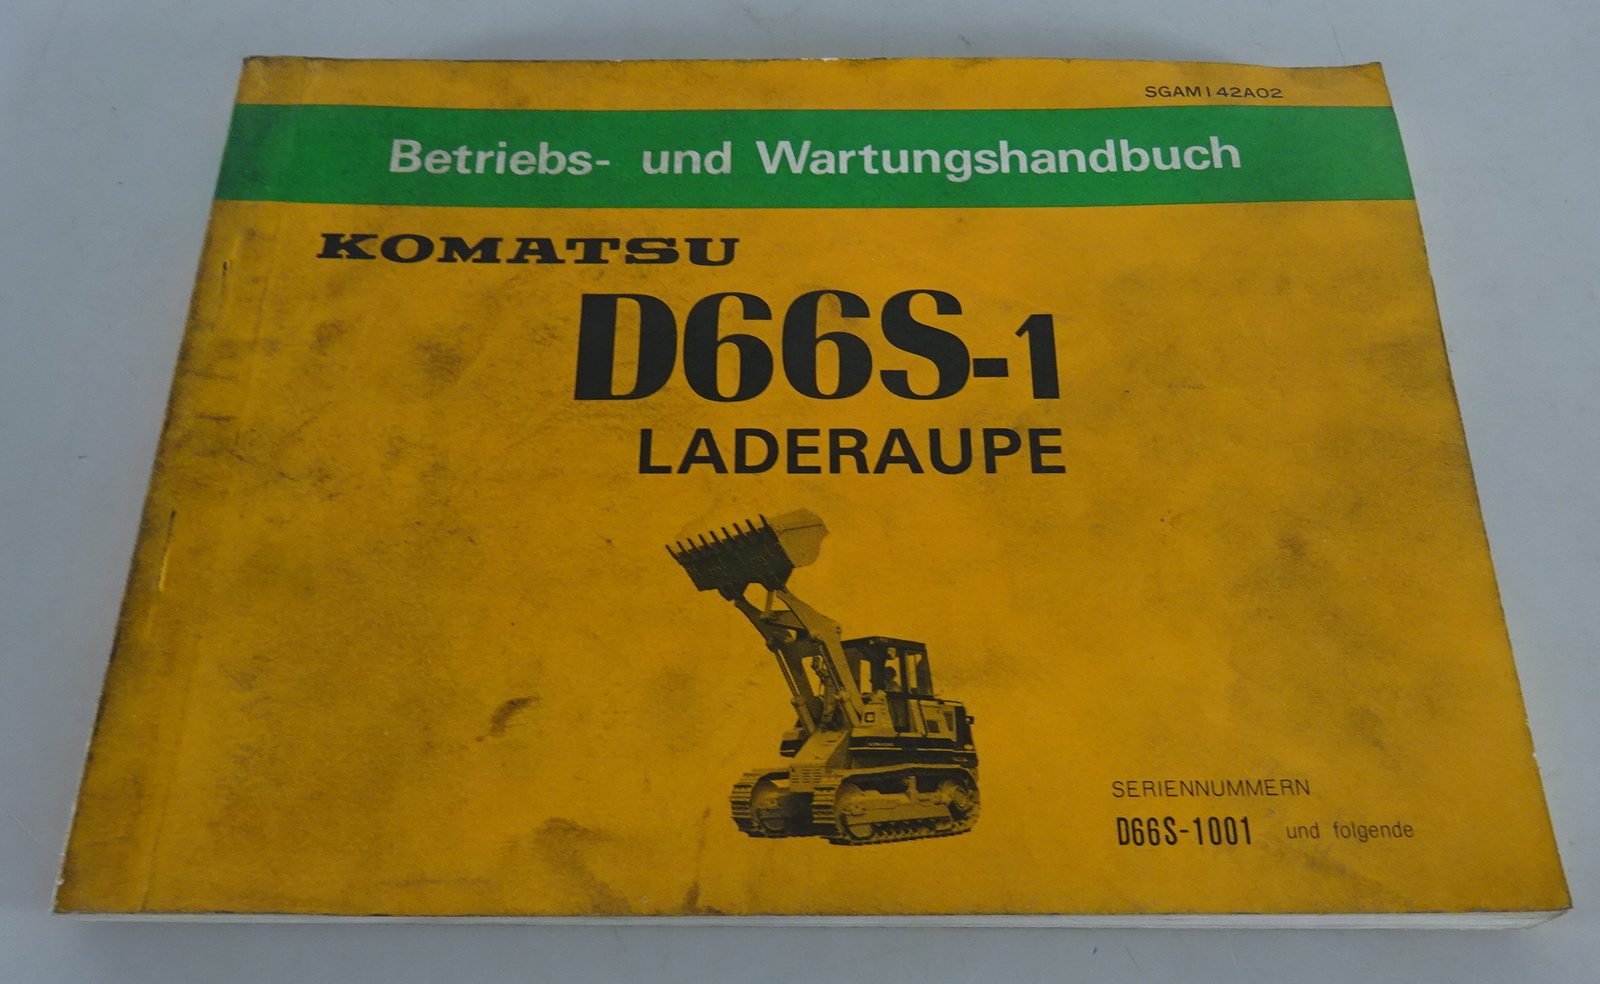 SGAM142A02
Betriebs- und Wartungshandbuch
KOMATSU
D66S-1
LADERAUPE
SERIENNUMMERN
D66S-1001 und folgende